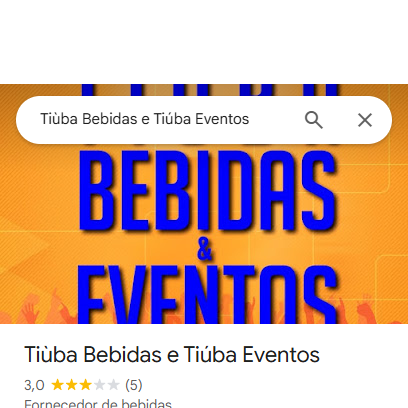 Tiùba Bebidas e Tiúba Eventos
BEBIDAS
&
EVENTOS
Tiùba Bebidas e Tiúba Eventos
3,0 (5)
Fornecedor de bebidas